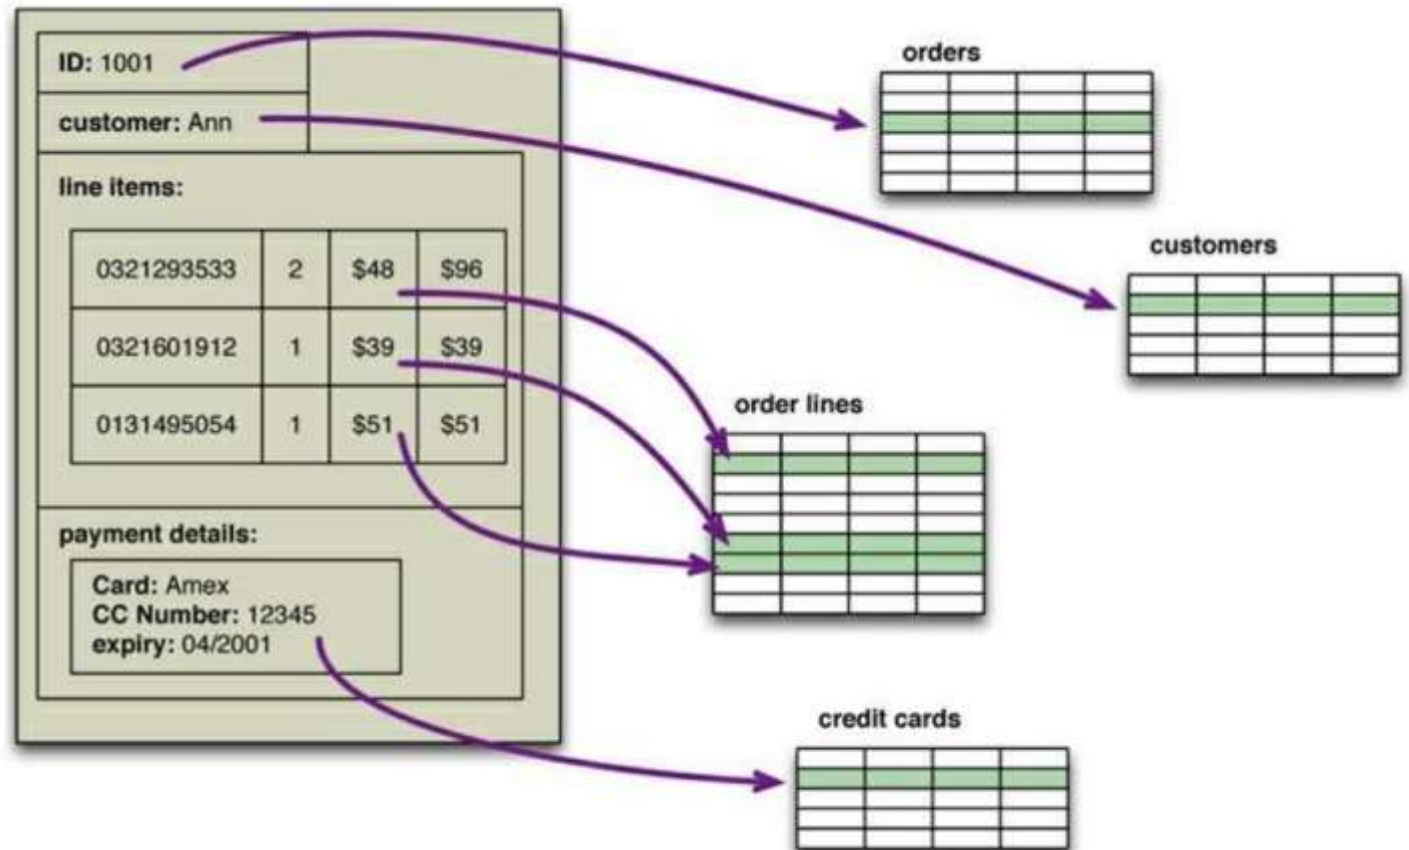 ID: 1001
customer: Ann
line items:
0321293533 2 $48 $96
0321601912 1 $39 $39
0131495054 1 $51 $51
payment details:
Card: Amex
CC Number: 12345
expiry: 04/2001
orders
customers
order lines
credit cards